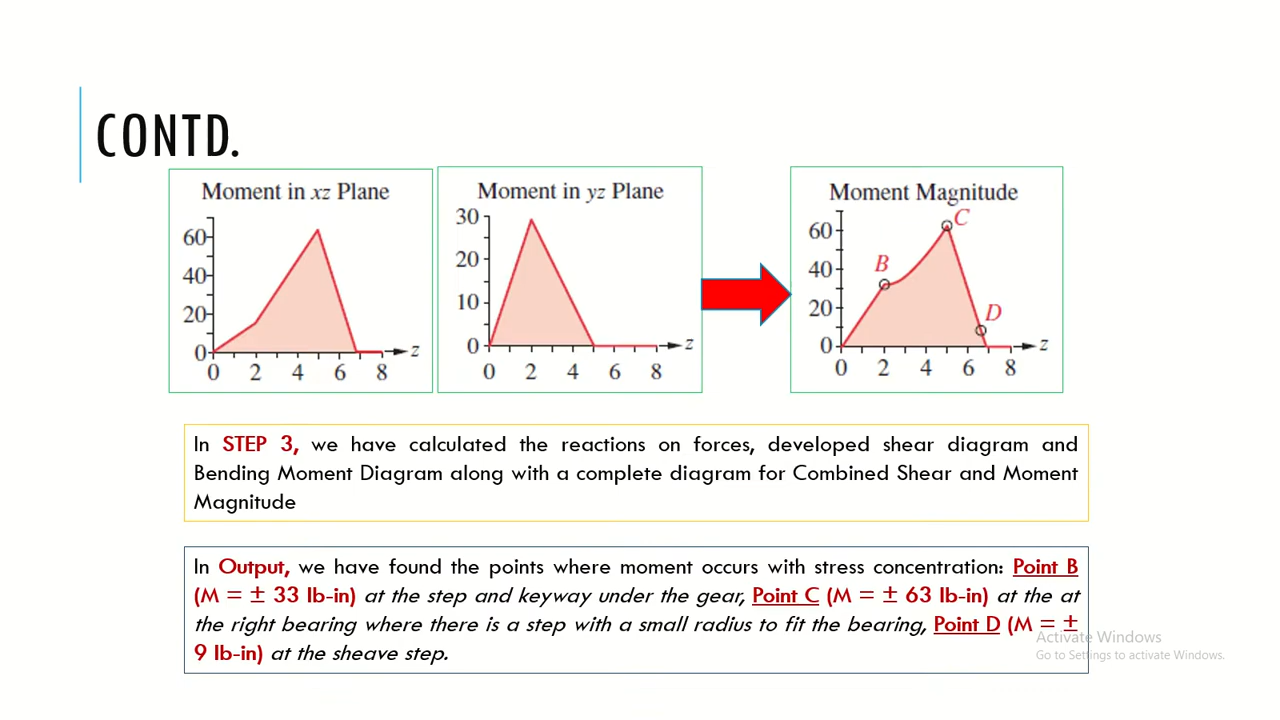 CONTD.
Moment in xz Plane
60
40
20
0
0 2 4 6 8
z
Moment in yz Plane
30
20
10
0
0 2 4 6 8
z
Moment Magnitude
60
40
20
0
0 2 4 6 8
z
B
C
D
In STEP 3, we have calculated the reactions on forces, developed shear diagram and
Bending Moment Diagram along with a complete diagram for Combined Shear and Moment
Magnitude
In Output, we have found the points where moment occurs with stress concentration: Point B
(M = ± 33 lb-in) at the step and keyway under the gear, Point C (M = ± 63 lb-in) at the at
the right bearing where there is a step with a small radius to fit the bearing, Point D (M = ±
9 lb-in) at the sheave step.
Activate Windows
Go to Settings to activate Windows.